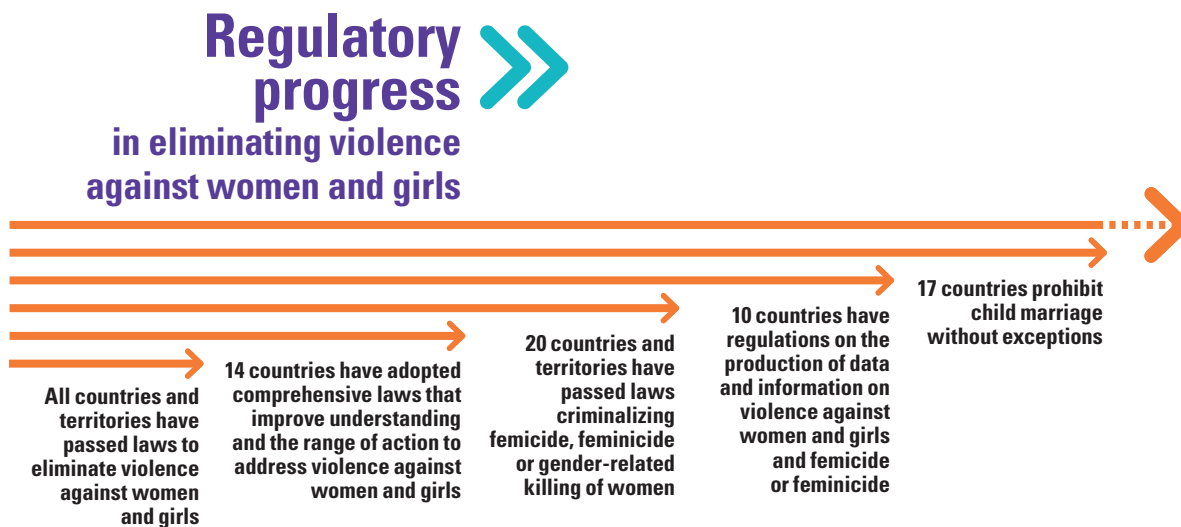 Regulatory
progress
in eliminating violence
against women and girls
All countries and
territories have
passed laws to
eliminate violence
against women
and girls
14 countries have adopted
comprehensive laws that
improve understanding
and the range of action to
address violence against
women and girls
20 countries and
territories have
passed laws
criminalizing
femicide, feminicide
or gender-related
killing of women
10 countries have
regulations on the
production of data
and information on
violence against
women and girls
and femicide
or feminicide
17 countries prohibit
child marriage
without exceptions